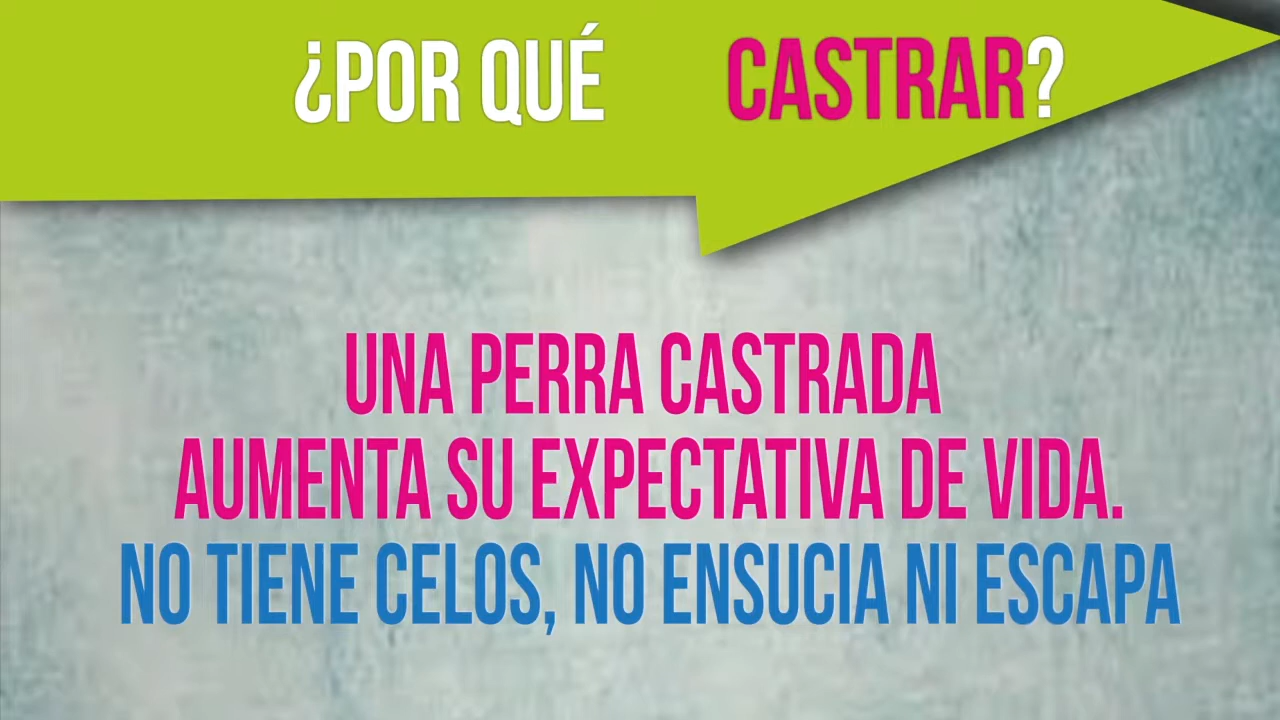 ¿POR QUÉ CASTRAR?
UNA PERRA CASTRADA
AUMENTA SU EXPECTATIVA DE VIDA.
NO TIENE CELOS, NO ENSUCIA NI ESCAPA